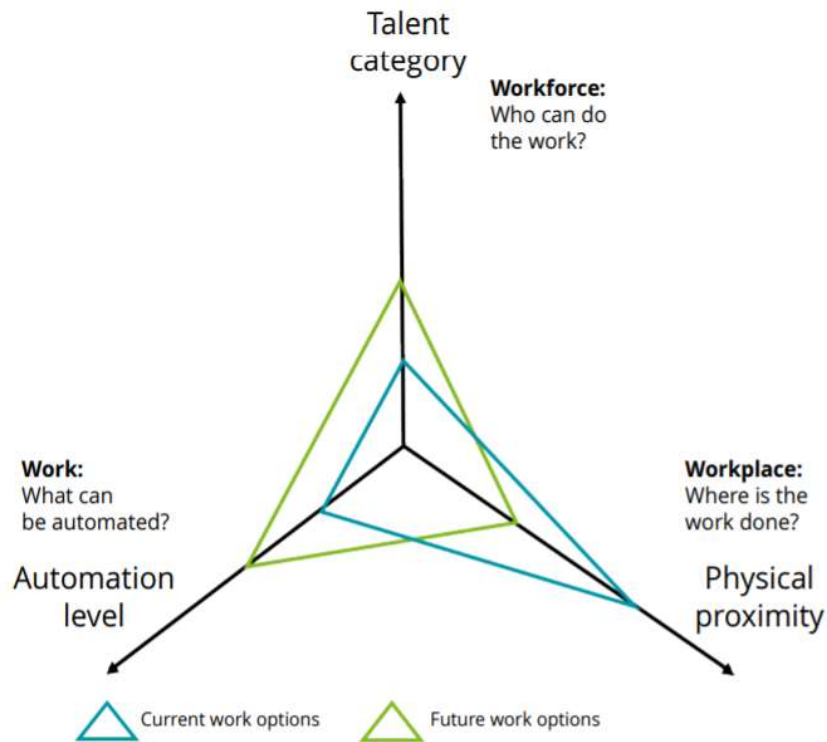 Talent
category
Workforce:
Who can do
the work?
Work:
What can
be automated?
Automation
level
Workplace:
Where is the
work done?
Physical
proximity
Current work options
Future work options